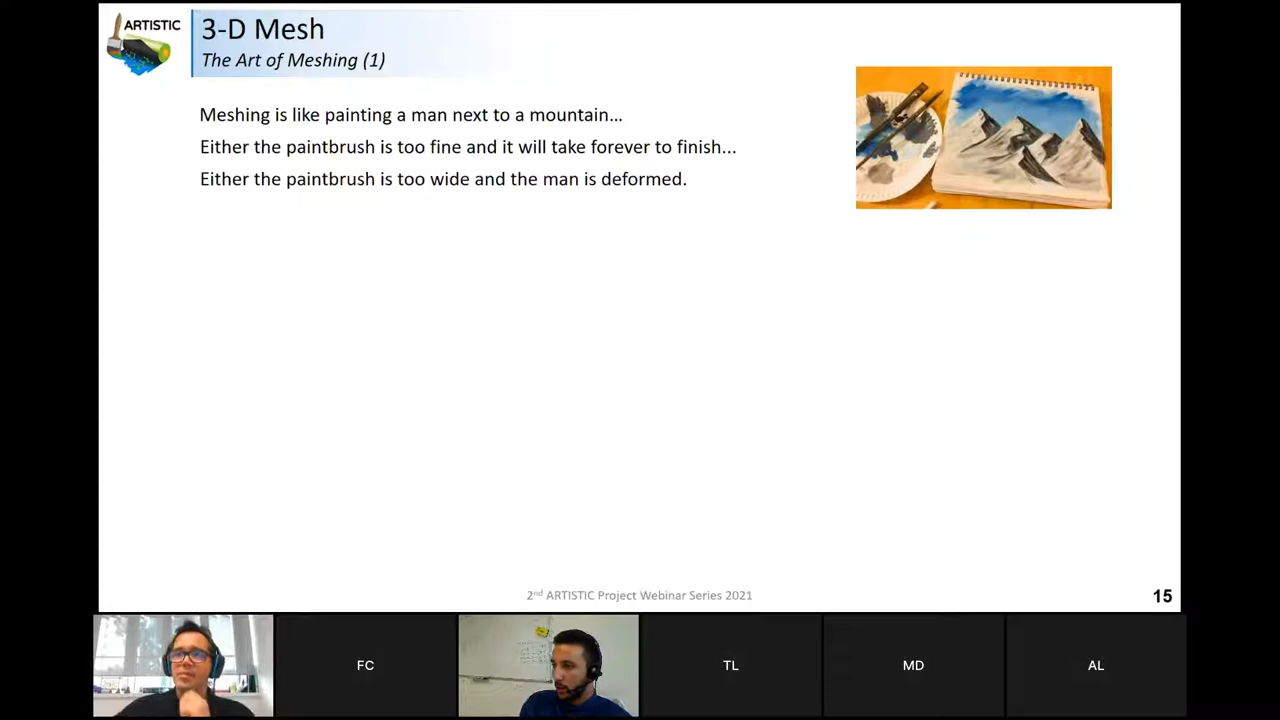 ARTISTIC
3-D Mesh
The Art of Meshing (1)
Meshing is like painting a man next to a mountain…
Either the paintbrush is too fine and it will take forever to finish...
Either the paintbrush is too wide and the man is deformed.
2nd ARTISTIC Project Webinar Series 2021
15
FC
TL
MD
AL